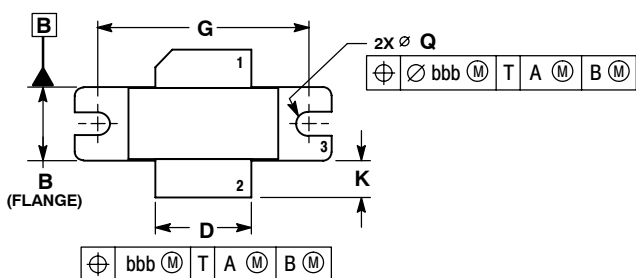 B
G
2X ⌀ Q
⌖ ⌀ bbb Ⓜ T A Ⓜ B Ⓜ
1
3
B
(FLANGE)
2
K
D
⌖ bbb Ⓜ T A Ⓜ B Ⓜ